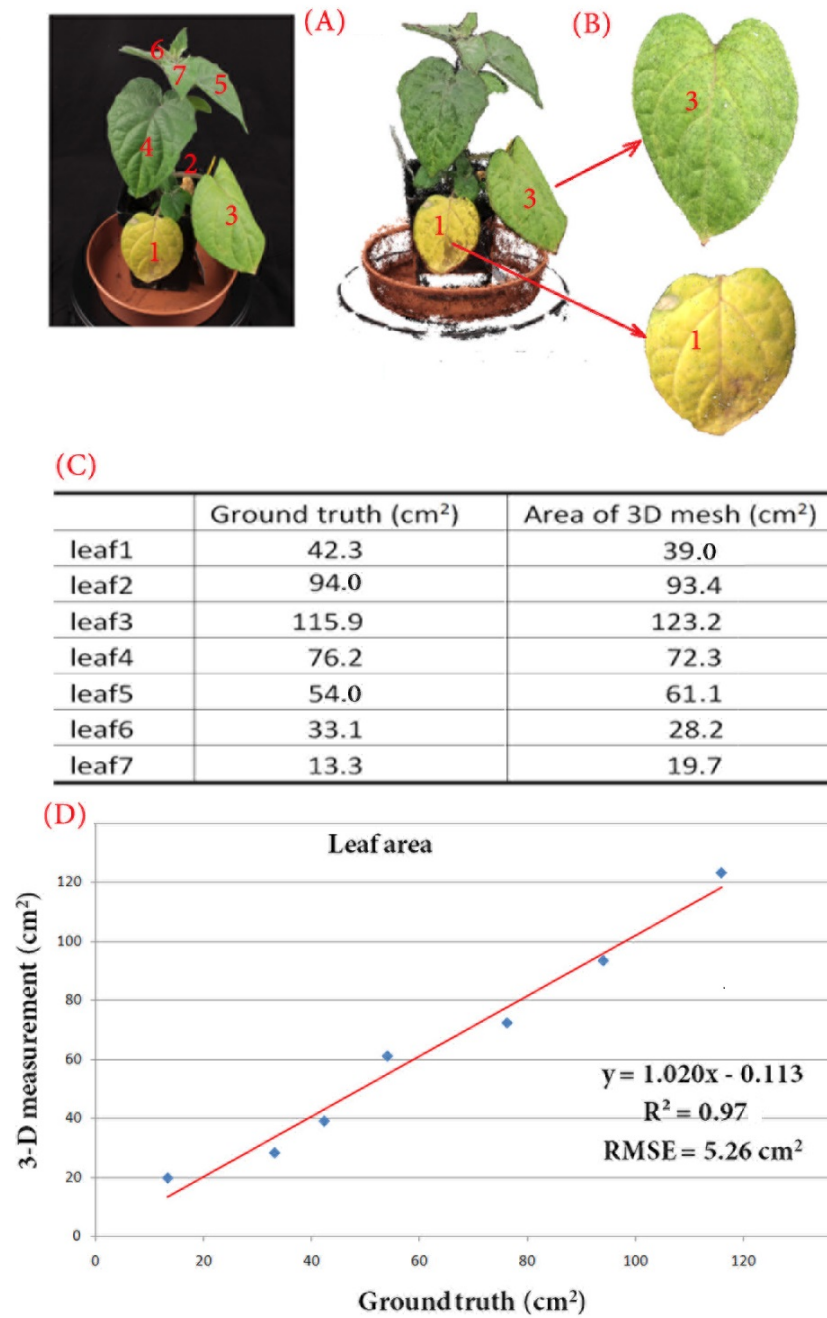 (A)
(B)
6
7
5
4
2
3
1
3
1
3
1
(C)
Ground truth (cm²) Area of 3D mesh (cm²)
leaf1 42.3 39.0
leaf2 94.0 93.4
leaf3 115.9 123.2
leaf4 76.2 72.3
leaf5 54.0 61.1
leaf6 33.1 28.2
leaf7 13.3 19.7
(D)
Leaf area
120
100
80
60
40
20
0
3-D measurement (cm²)
y = 1.020x - 0.113
R² = 0.97
RMSE = 5.26 cm²
0 20 40 60 80 100 120
Ground truth (cm²)